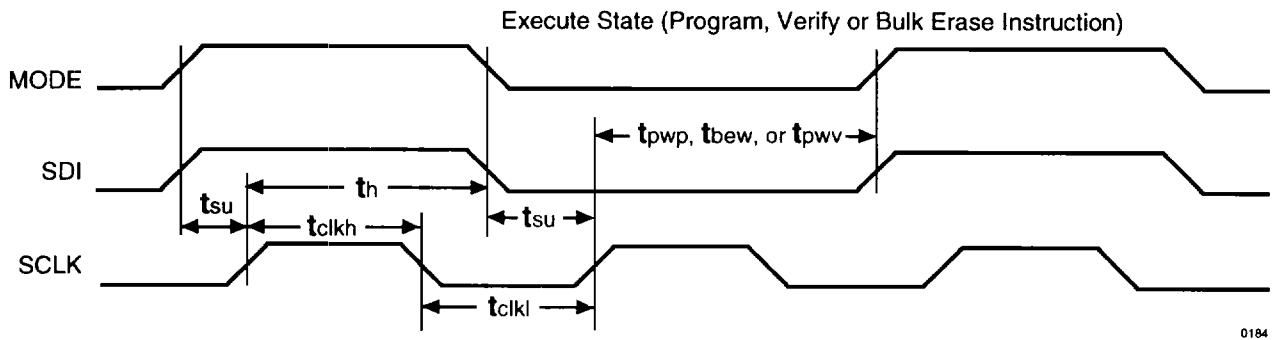 Execute State (Program, Verify or Bulk Erase Instruction)
MODE
tpwp, tbew, or tpwv
SDI
tsu
th
tsu
tclkh
SCLK
tclkl
0184